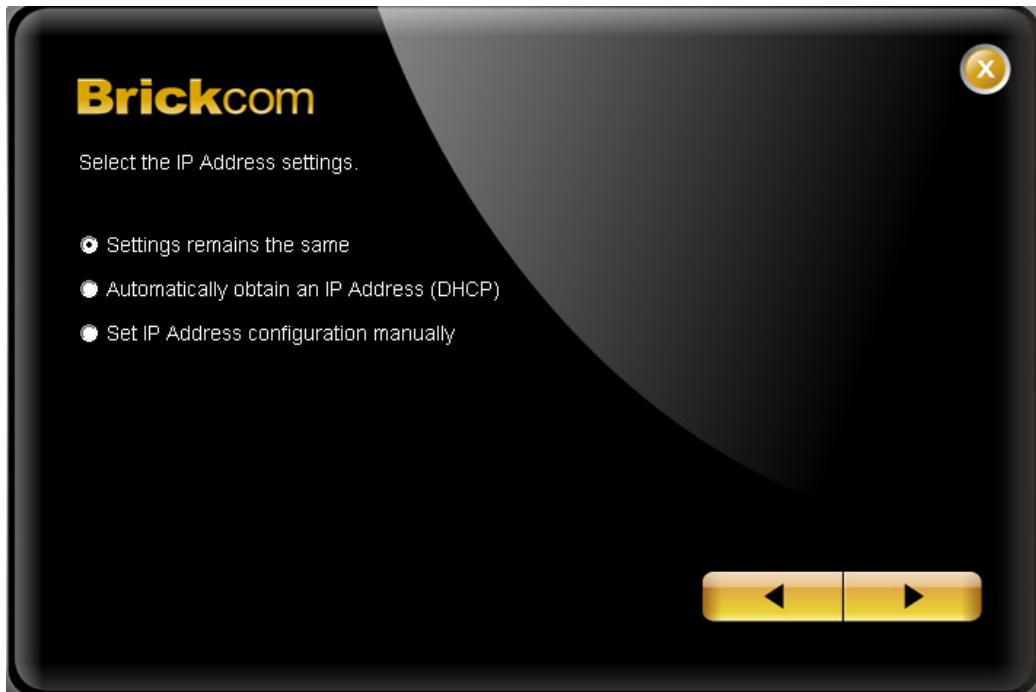 Brickcom
X
Select the IP Address settings.
Settings remains the same
Automatically obtain an IP Address (DHCP)
Set IP Address configuration manually